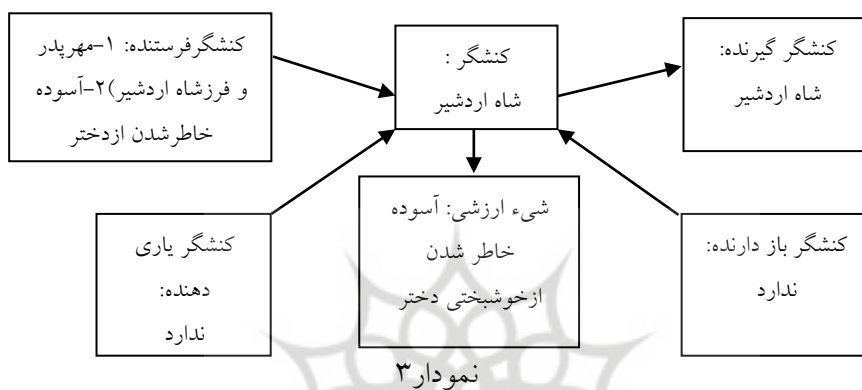 کنشگر گیرنده:
شاه اردشیر
کنشگر :
شاه اردشیر
کنشگرفرستنده: ۱-مهرپدر
و فرزشاه اردشیر)۲-آسوده
خاطرشدن ازدختر
کنشگر باز دارنده:
ندارد
شیء ارزشی: آسوده
خاطر شدن
ازخوشبختی دختر
کنشگر یاری
دهنده:
ندارد
نمودار۳